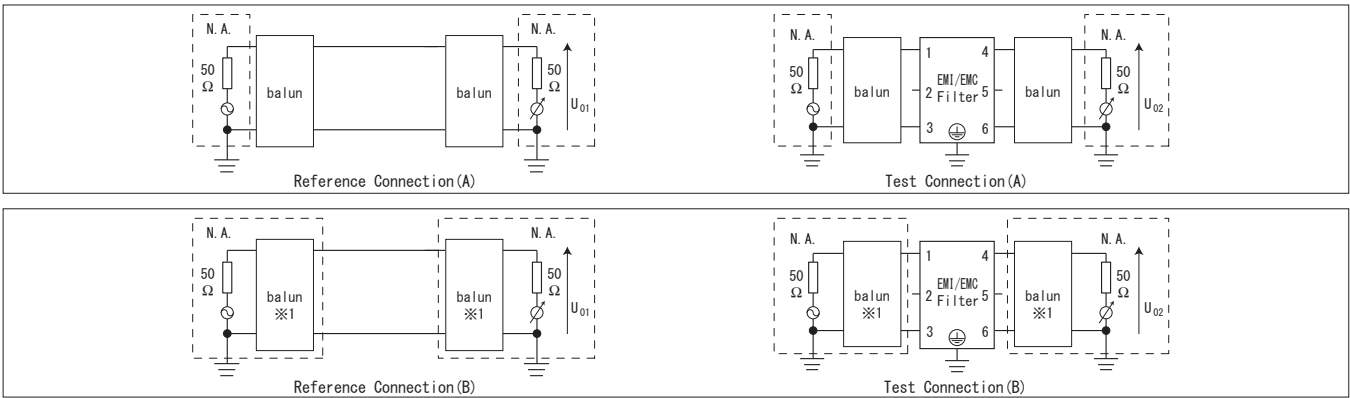 N.A.
50
Ω
balun
balun
N.A.
50
Ω
U01
Reference Connection(A)
N.A.
50
Ω
balun
1
2
3
EMI/EMC
Filter
4
5
6
balun
N.A.
50
Ω
U02
Test Connection(A)
N.A.
50
Ω
balun
※1
balun
※1
N.A.
50
Ω
U01
Reference Connection(B)
N.A.
50
Ω
balun
※1
1
2
3
EMI/EMC
Filter
4
5
6
balun
※1
N.A.
50
Ω
U02
Test Connection(B)